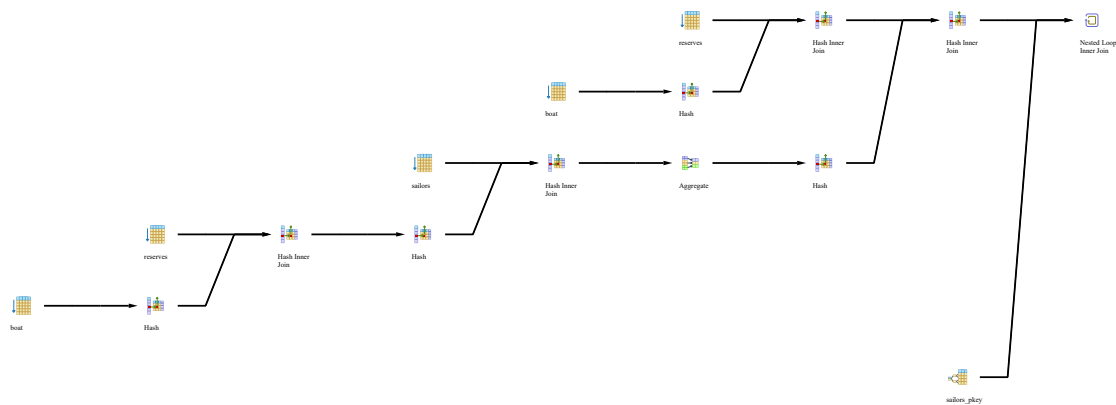 reserves
Hash Inner
Join
Hash Inner
Join
Nested Loop
Inner Join
boat
Hash
sailors
Hash Inner
Join
Aggregate
Hash
reserves
Hash Inner
Join
Hash
boat
Hash
sailors_pkey